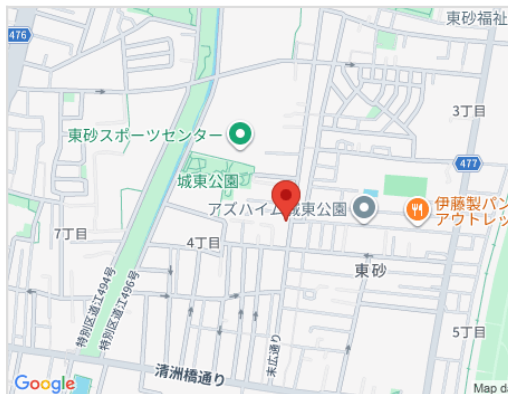 東砂福祉
476
3丁目
東砂スポーツセンター
477
城東公園
アズハイム城東公園
伊藤製パン
アウトレッ
7丁目
4丁目
東砂
特別区道江494号
特別区道江496号
5丁目
末広通り
清洲橋通り
Google
Map da